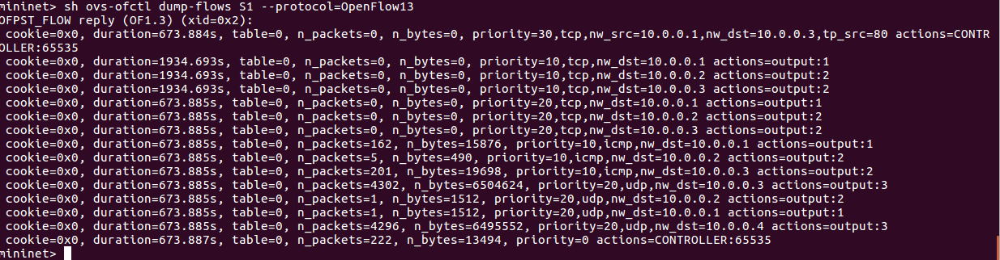 mininet> sh ovs-ofctl dump-flows S1 --protocol=OpenFlow13
OFPST_FLOW reply (OF1.3) (xid=0x2):
cookie=0x0, duration=673.884s, table=0, n_packets=0, n_bytes=0, priority=30,tcp,nw_src=10.0.0.1,nw_dst=10.0.0.3,tp_src=80 actions=CONTR
OLLER:65535
cookie=0x0, duration=1934.693s, table=0, n_packets=0, n_bytes=0, priority=10,tcp,nw_dst=10.0.0.1 actions=output:1
cookie=0x0, duration=1934.693s, table=0, n_packets=0, n_bytes=0, priority=10,tcp,nw_dst=10.0.0.2 actions=output:2
cookie=0x0, duration=1934.693s, table=0, n_packets=0, n_bytes=0, priority=10,tcp,nw_dst=10.0.0.3 actions=output:2
cookie=0x0, duration=673.885s, table=0, n_packets=0, n_bytes=0, priority=20,tcp,nw_dst=10.0.0.1 actions=output:1
cookie=0x0, duration=673.885s, table=0, n_packets=0, n_bytes=0, priority=20,tcp,nw_dst=10.0.0.2 actions=output:2
cookie=0x0, duration=673.885s, table=0, n_packets=0, n_bytes=0, priority=20,tcp,nw_dst=10.0.0.3 actions=output:2
cookie=0x0, duration=673.885s, table=0, n_packets=162, n_bytes=15876, priority=10,icmp,nw_dst=10.0.0.1 actions=output:1
cookie=0x0, duration=673.885s, table=0, n_packets=5, n_bytes=490, priority=10,icmp,nw_dst=10.0.0.2 actions=output:2
cookie=0x0, duration=673.885s, table=0, n_packets=201, n_bytes=19698, priority=10,icmp,nw_dst=10.0.0.3 actions=output:2
cookie=0x0, duration=673.885s, table=0, n_packets=4302, n_bytes=6504624, priority=20,udp,nw_dst=10.0.0.3 actions=output:3
cookie=0x0, duration=673.885s, table=0, n_packets=1, n_bytes=1512, priority=20,udp,nw_dst=10.0.0.2 actions=output:2
cookie=0x0, duration=673.885s, table=0, n_packets=1, n_bytes=1512, priority=20,udp,nw_dst=10.0.0.1 actions=output:1
cookie=0x0, duration=673.885s, table=0, n_packets=4296, n_bytes=6495552, priority=20,udp,nw_dst=10.0.0.4 actions=output:3
cookie=0x0, duration=673.887s, table=0, n_packets=222, n_bytes=13494, priority=0 actions=CONTROLLER:65535
mininet>